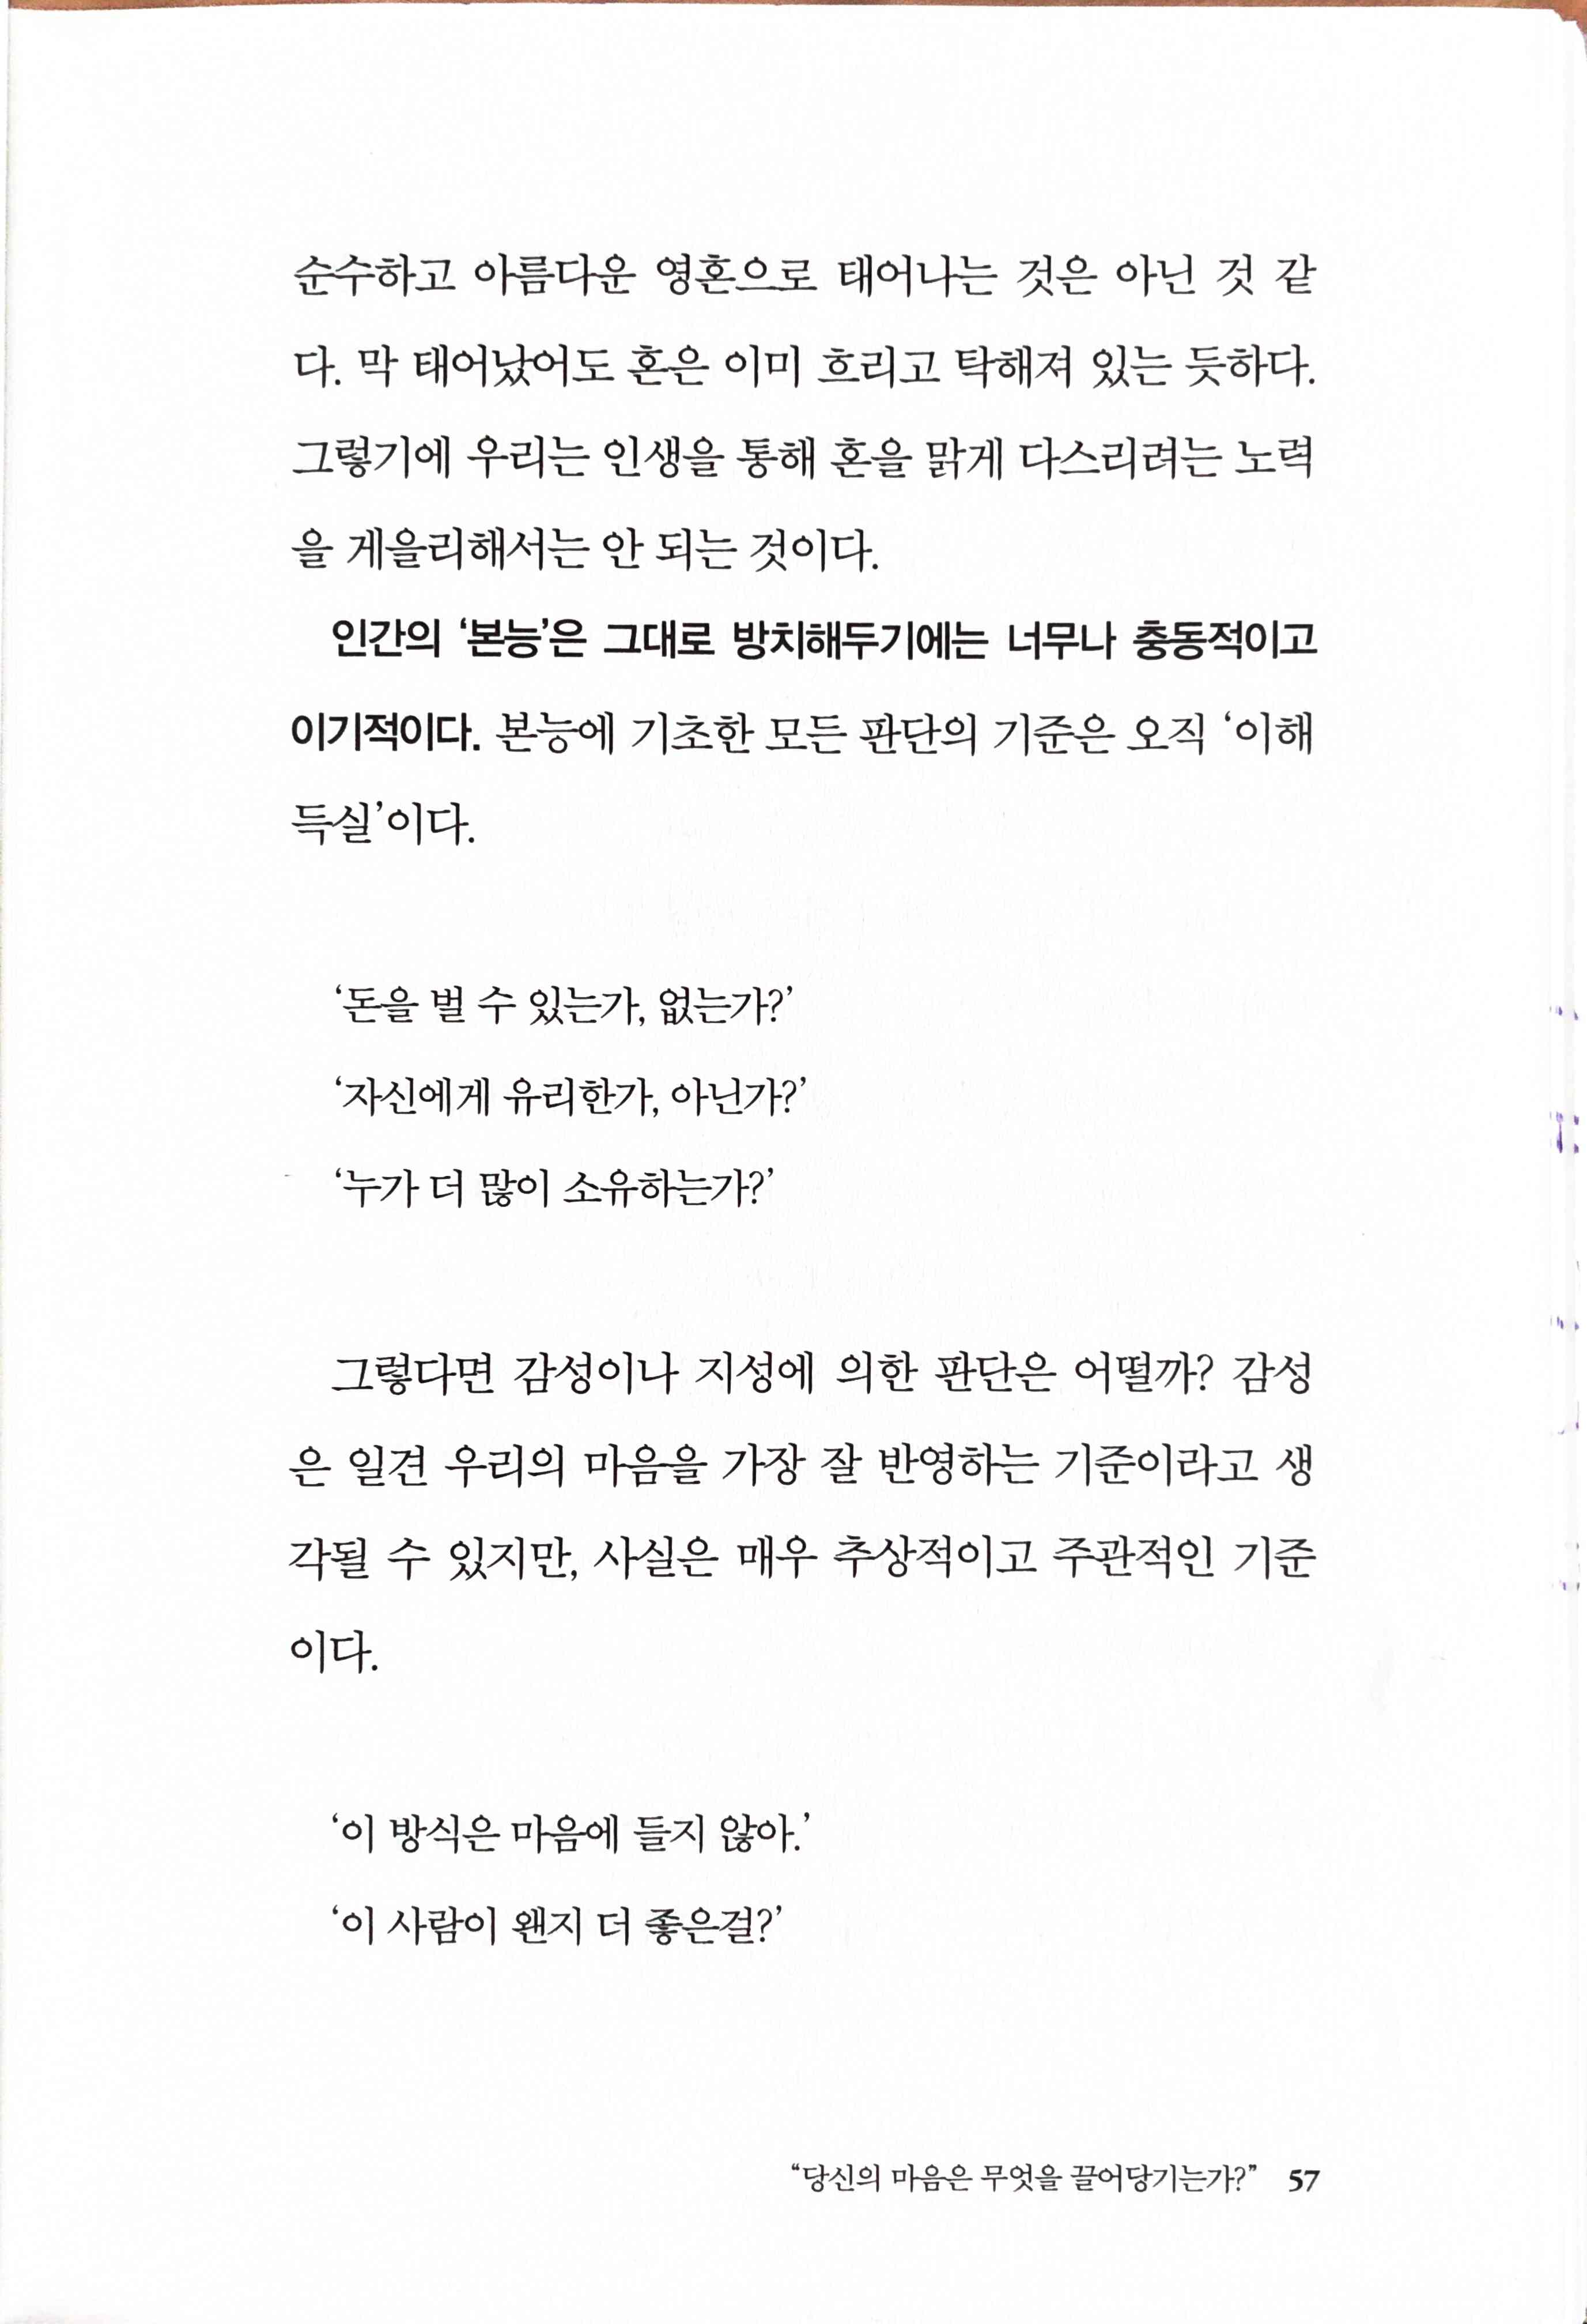 순수하고 아름다운 영혼으로 태어나는 것은 아닌 것 같
다. 막 태어났어도 혼은 이미 흐리고 탁해져 있는 듯하다.
그렇기에 우리는 인생을 통해 혼을 맑게 다스리려는 노력
을 게을리해서는 안 되는 것이다.
인간의 ‘본능’은 그대로 방치해두기에는 너무나 충동적이고
이기적이다. 본능에 기초한 모든 판단의 기준은 오직 ‘이해
득실’이다.
‘돈을 벌 수 있는가, 없는가?’
‘자신에게 유리한가, 아닌가?’
‘누가 더 많이 소유하는가?’
그렇다면 감성이나 지성에 의한 판단은 어떨까? 감성
은 일견 우리의 마음을 가장 잘 반영하는 기준이라고 생
각될 수 있지만, 사실은 매우 추상적이고 주관적인 기준
이다.
‘이 방식은 마음에 들지 않아.’
‘이 사람이 왠지 더 좋은걸?’
“당신의 마음은 무엇을 끌어당기는가?” 57